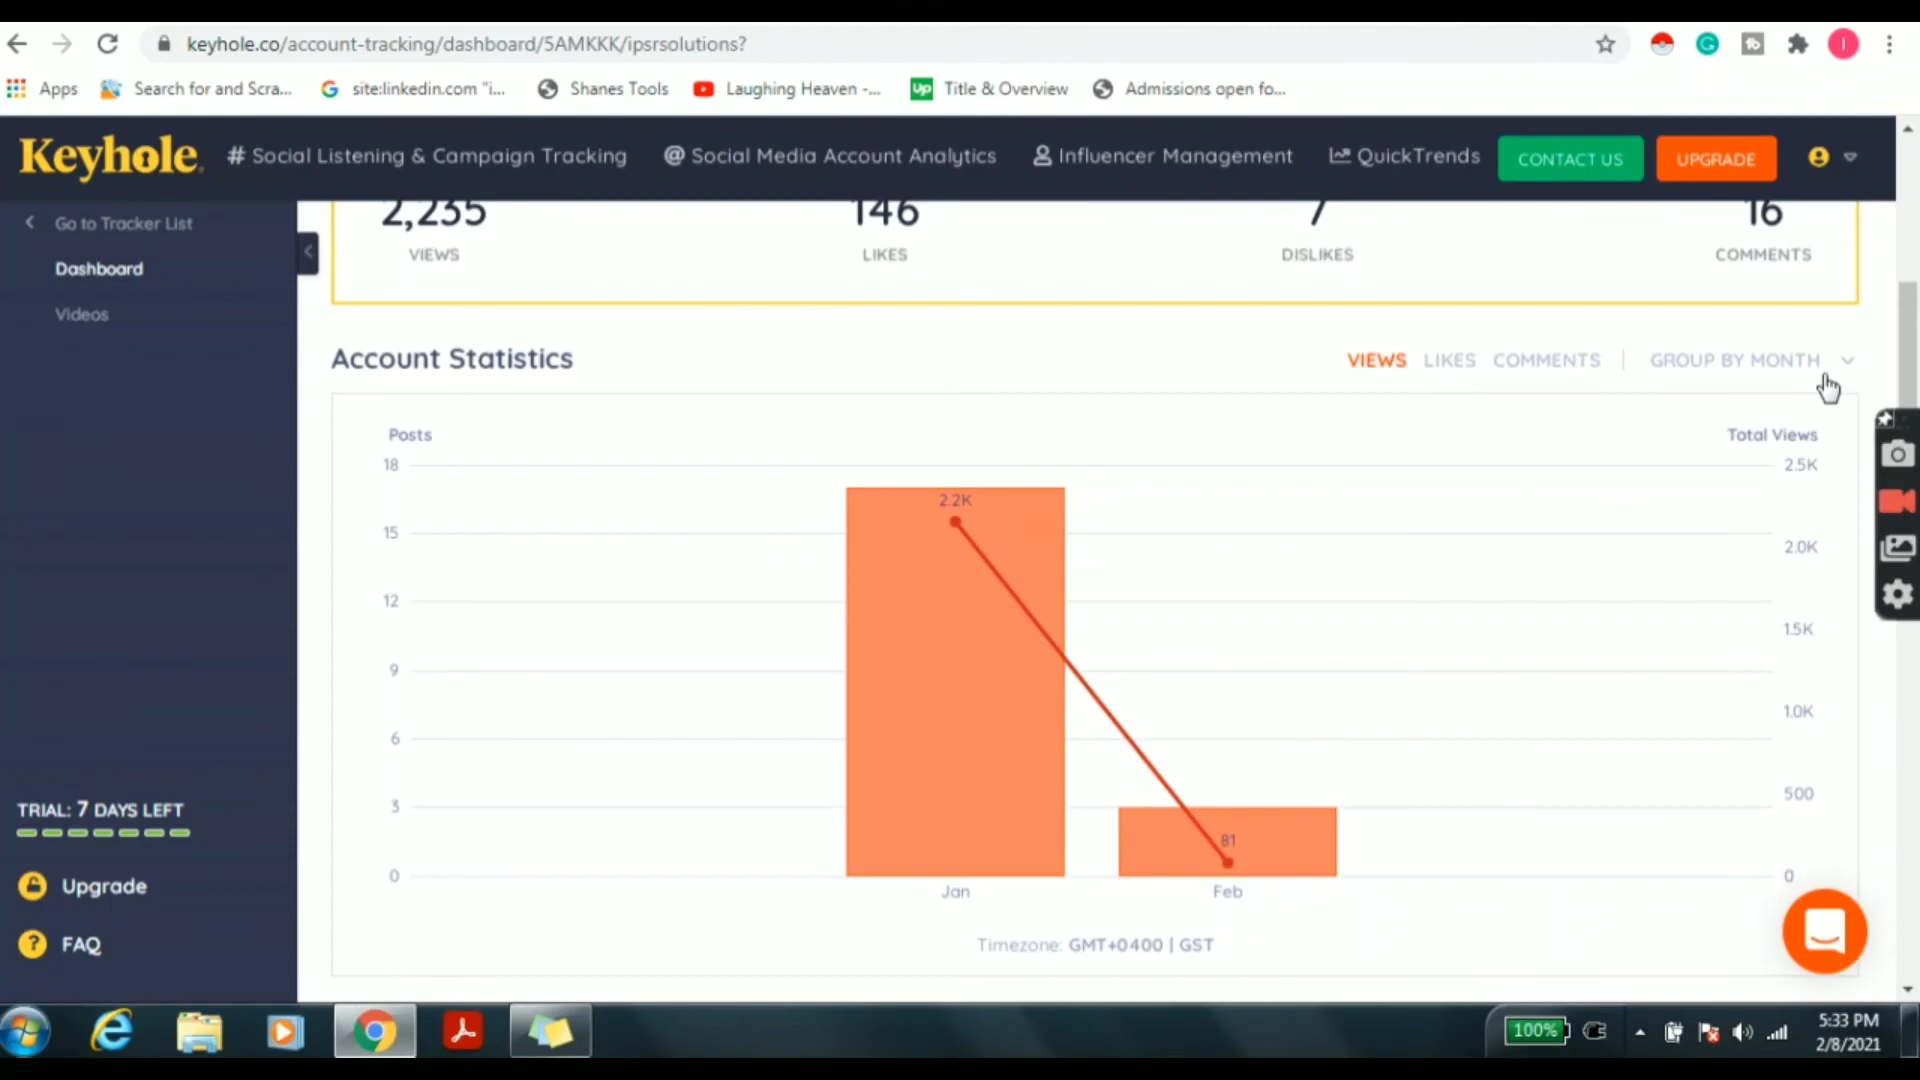 keyhole.co/account-tracking/dashboard/5AMKKK/ipsrsolutions?
Apps
Search for and Scra...
site:linkedin.com "i...
Shanes Tools
Laughing Heaven -...
Up
Title & Overview
Admissions open fo...
Keyhole
# Social Listening & Campaign Tracking
@ Social Media Account Analytics
Influencer Management
QuickTrends
CONTACT US
UPGRADE
Go to Tracker List
Dashboard
Videos
2,235
VIEWS
146
LIKES
7
DISLIKES
16
COMMENTS
Account Statistics
VIEWS LIKES COMMENTS | GROUP BY MONTH
Posts
Total Views
18
15
12
9
6
3
0
2.5K
2.0K
1.5K
1.0K
500
0
2.2K
81
Jan
Feb
Timezone: GMT+0400 | GST
TRIAL: 7 DAYS LEFT
Upgrade
? FAQ
100%
5:33 PM
2/8/2021